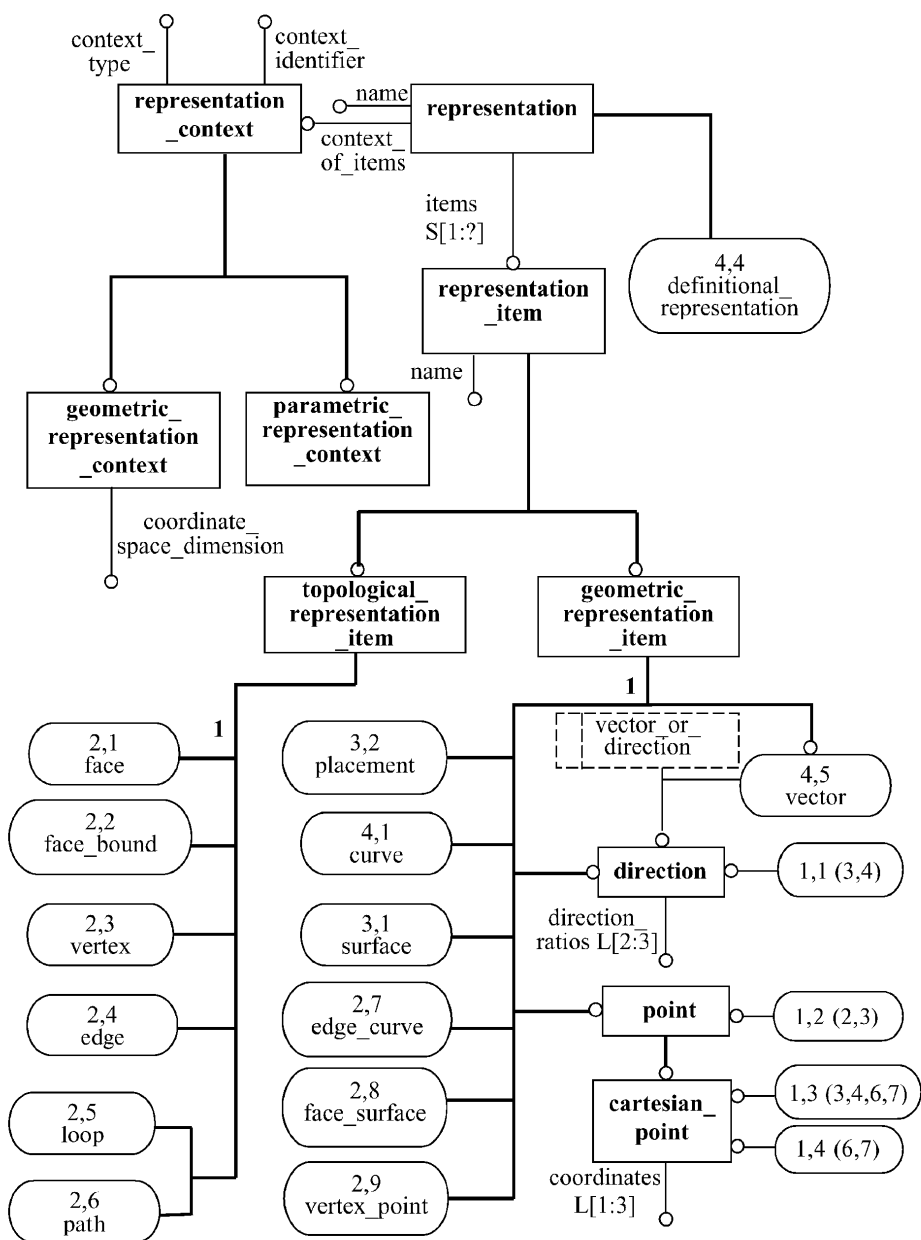 context_
type
context_
identifier
representation
_context
name
representation
context_
of_items
items
S[1:?]
4,4
definitional_
representation
representation
_item
name
geometric_
representation
_context
parametric_
representation
_context
coordinate_
space_dimension
topological_
representation
_item
geometric_
representation
_item
1
1
2,1
face
2,2
face_bound
2,3
vertex
2,4
edge
2,5
loop
2,6
path
3,2
placement
4,1
curve
3,1
surface
2,7
edge_curve
2,8
face_surface
2,9
vertex_point
vector_or_
direction
4,5
vector
direction
1,1 (3,4)
direction_
ratios L[2:3]
point
1,2 (2,3)
cartesian_
point
1,3 (3,4,6,7)
1,4 (6,7)
coordinates
L[1:3]